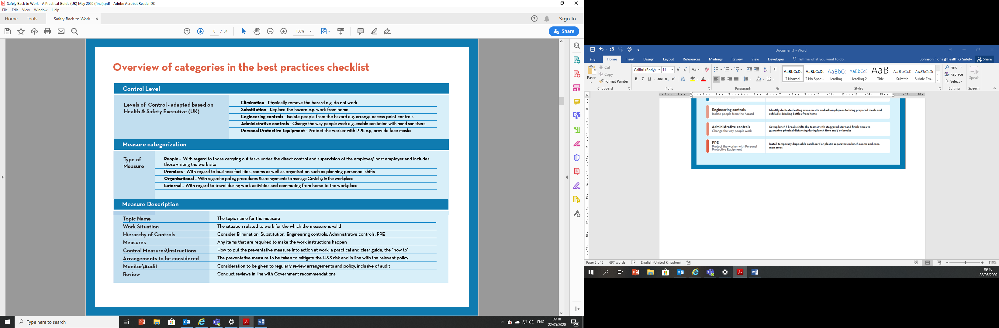 Safely Back to Work - A Practical Guide (UK) May 2020 (final).pdf - Adobe Acrobat Reader DC
File Edit View Window Help
Home Tools Safely Back to Work... × Sign In
8 / 34 100% Share
Overview of categories in the best practices checklist
Control Level
Levels of Control - adapted based on
Health & Safety Executive (UK)
Elimination - Physically remove the hazard e.g. do not work
Substitution - Replace the hazard e.g. work from home
Engineering controls - Isolate people from the hazard e.g. arrange access point controls
Administrative controls - Change the way people work e.g. enable sanitation with hand sanitisers
Personal Protective Equipment - Protect the worker with PPE e.g. provide face masks
Measure categorization
Type of
Measure
People - With regard to those carrying out tasks under the direct control and supervision of the employer/ host employer and includes
those visiting the work site
Premises - With regard to business facilities, rooms as well as organisation such as planning personnel shifts
Organisational – With regard to policy, procedures & arrangements to manage Covid-19 in the workplace
External – With regard to travel during work activities and commuting from home to the workplace
Measure Description
Topic Name The topic name for the measure
Work Situation The situation related to work for the which the measure is valid
Hierarchy of Controls Consider Elimination, Substitution, Engineering controls, Administrative controls, PPE
Measures Any items that are required to make the work instructions happen
Control Measures\Instructions How to put the preventative measure into action at work; a practical and clear guide, the “how to”
Arrangements to be considered The preventative measure to be taken to mitigate the H&S risk and in line with the relevant policy
Monitor\Audit Consideration to be given to regularly review arrangements and policy, inclusive of audit
Review Conduct reviews in line with Government recommendations
Type here to search
ENG
09:10
22/05/2020
20
Document1 - Word
File Home Insert Design Layout References Mailings Review View Developer Tell me what you want to do... Johnson Fiona@Health & Safety Share
Paste
Cut
Copy
Format Painter
Calibri (Body) 11
AaBbCcDc AaBbCcDc AaBbCc AaBbCcC AaB AaBbCcC AaBbCcDc
¶ Normal ¶ No Spac... Heading 1 Heading 2 Title Subtitle Subtle Em...
Find
Replace
Select
Speak
Clipboard Font Paragraph Styles Editing Speech
Engineering controls
Isolate people from the hazard
Identify dedicated eating areas on site and ask employees to bring prepared meals and
refillable drinking bottles from home
Administrative controls
Change the way people work
Set up lunch / breaks shifts (by teams) with staggered start and finish times to
guarantee physical distancing during lunch time and / or breaks
PPE
Protect the worker with Personal
Protective Equipment
Install temporary disposable cardboard or plastic separators in lunch rooms and com-
mon areas
Page 3 of 3 697 words English (United Kingdom) 110%
09:10
22/05/2020